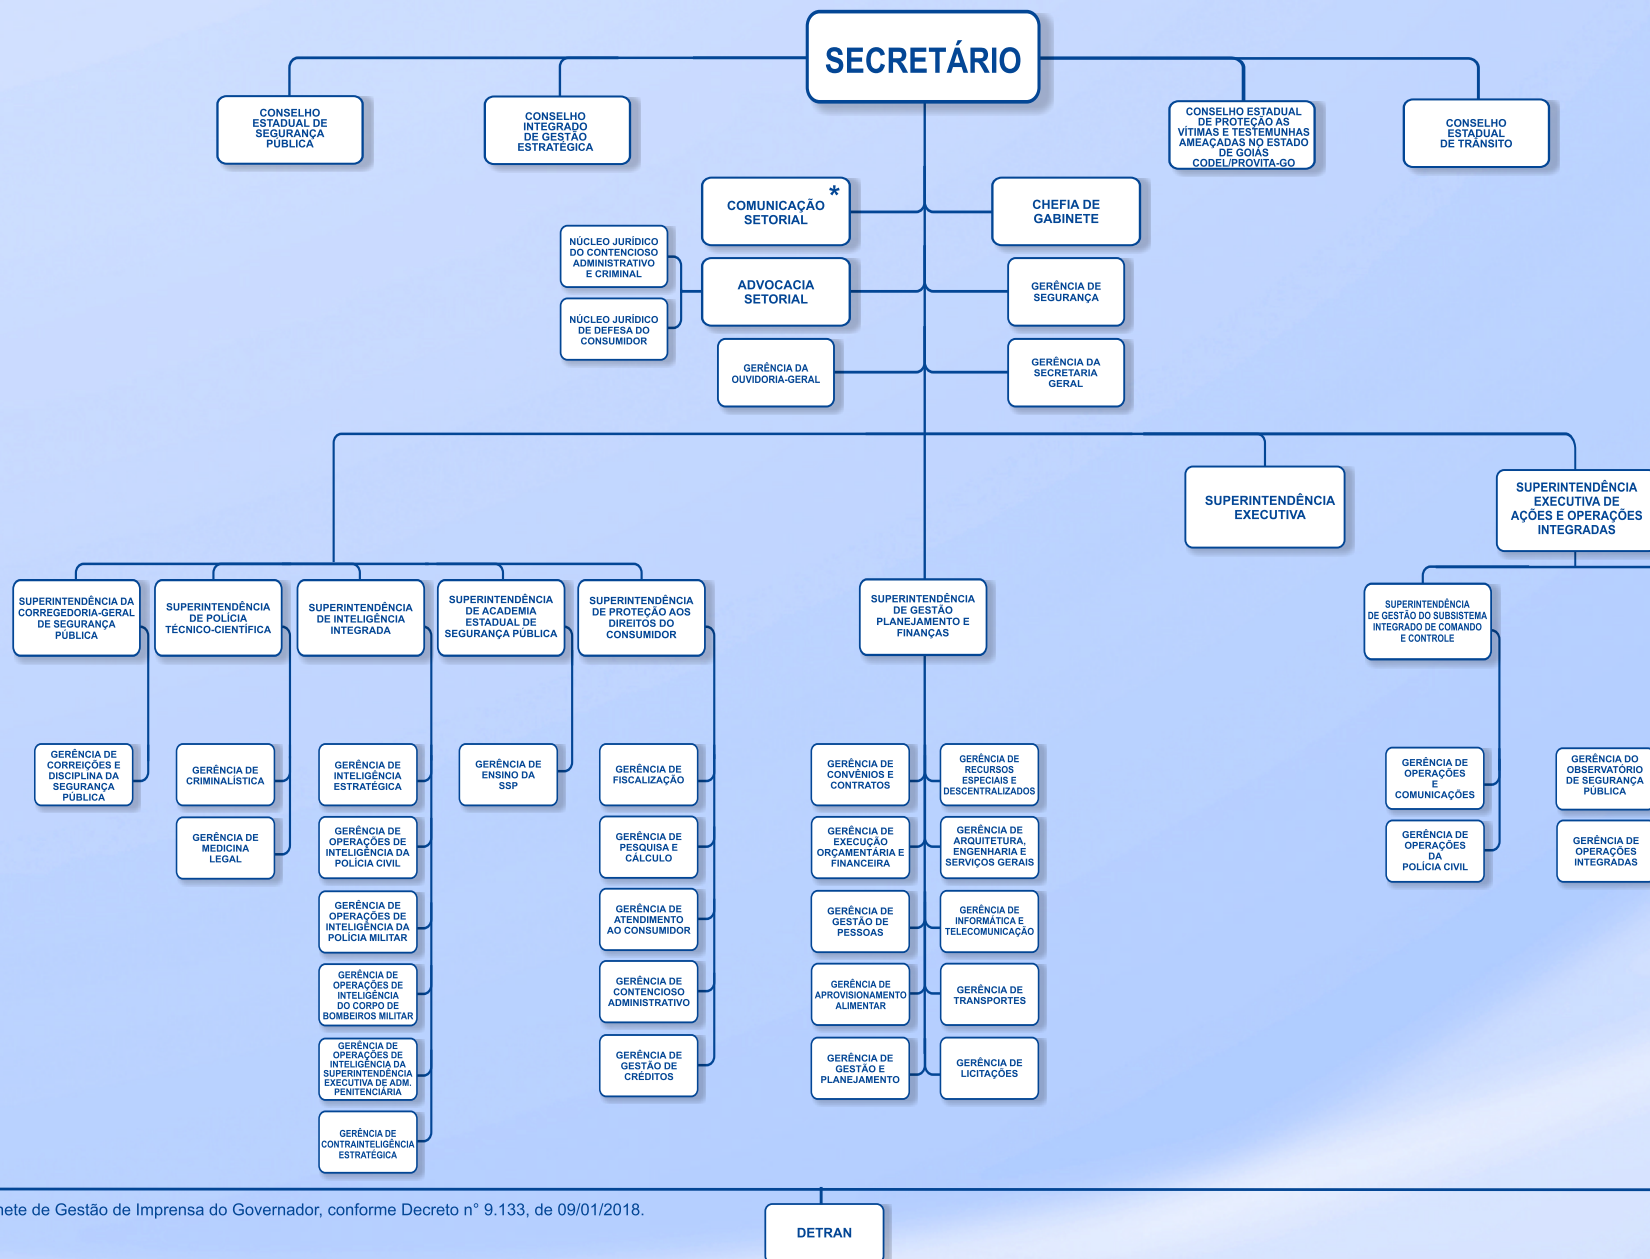 SECRETÁRIO
CONSELHO
ESTADUAL DE
SEGURANÇA
PÚBLICA
CONSELHO
INTEGRADO
DE GESTÃO
ESTRATÉGICA
CONSELHO ESTADUAL
DE PROTEÇÃO AS
VÍTIMAS E TESTEMUNHAS
AMEAÇADAS NO ESTADO
DE GOIÁS
CODEL/PROVITA-GO
CONSELHO
ESTADUAL
DE TRÂNSITO
COMUNICAÇÃO *
SETORIAL
CHEFIA DE
GABINETE
NÚCLEO JURÍDICO
DO CONTENCIOSO
ADMINISTRATIVO
E CRIMINAL
ADVOCACIA
SETORIAL
GERÊNCIA DE
SEGURANÇA
NÚCLEO JURÍDICO
DE DEFESA DO
CONSUMIDOR
GERÊNCIA DA
OUVIDORIA-GERAL
GERÊNCIA DA
SECRETARIA
GERAL
SUPERINTENDÊNCIA
EXECUTIVA
SUPERINTENDÊNCIA
EXECUTIVA DE
AÇÕES E OPERAÇÕES
INTEGRADAS
SUPERINTENDÊNCIA DA
CORREGEDORIA-GERAL
DE SEGURANÇA
PÚBLICA
SUPERINTENDÊNCIA
DE POLÍCIA
TÉCNICO-CIENTÍFICA
SUPERINTENDÊNCIA
DE INTELIGÊNCIA
INTEGRADA
SUPERINTENDÊNCIA
DE ACADEMIA
ESTADUAL DE
SEGURANÇA PÚBLICA
SUPERINTENDÊNCIA
DE PROTEÇÃO AOS
DIREITOS DO
CONSUMIDOR
SUPERINTENDÊNCIA
DE GESTÃO
PLANEJAMENTO E
FINANÇAS
SUPERINTENDÊNCIA
DE GESTÃO DO SUBSISTEMA
INTEGRADO DE COMANDO
E CONTROLE
GERÊNCIA DE
CORREIÇÕES E
DISCIPLINA DA
SEGURANÇA
PÚBLICA
GERÊNCIA DE
CRIMINALÍSTICA
GERÊNCIA DE
MEDICINA
LEGAL
GERÊNCIA DE
INTELIGÊNCIA
ESTRATÉGICA
GERÊNCIA DE
OPERAÇÕES DE
INTELIGÊNCIA DA
POLÍCIA CIVIL
GERÊNCIA DE
OPERAÇÕES DE
INTELIGÊNCIA DA
POLÍCIA MILITAR
GERÊNCIA DE
OPERAÇÕES DE
INTELIGÊNCIA
DO CORPO DE
BOMBEIROS MILITAR
GERÊNCIA DE
OPERAÇÕES DE
INTELIGÊNCIA DA
SUPERINTENDÊNCIA
EXECUTIVA DE ADM.
PENITENCIÁRIA
GERÊNCIA DE
CONTRAINTELIGÊNCIA
ESTRATÉGICA
GERÊNCIA DE
ENSINO DA
SSP
GERÊNCIA DE
FISCALIZAÇÃO
GERÊNCIA DE
PESQUISA E
CÁLCULO
GERÊNCIA DE
ATENDIMENTO
AO CONSUMIDOR
GERÊNCIA DE
CONTENCIOSO
ADMINISTRATIVO
GERÊNCIA DE
GESTÃO DE
CRÉDITOS
GERÊNCIA DE
CONVÊNIOS E
CONTRATOS
GERÊNCIA DE
RECURSOS
ESPECIAIS E
DESCENTRALIZADOS
GERÊNCIA DE
EXECUÇÃO
ORÇAMENTÁRIA E
FINANCEIRA
GERÊNCIA DE
ARQUITETURA,
ENGENHARIA E
SERVIÇOS GERAIS
GERÊNCIA DE
GESTÃO DE
PESSOAS
GERÊNCIA DE
INFORMÁTICA E
TELECOMUNICAÇÃO
GERÊNCIA DE
APROVISIONAMENTO
ALIMENTAR
GERÊNCIA DE
TRANSPORTES
GERÊNCIA DE
GESTÃO E
PLANEJAMENTO
GERÊNCIA DE
LICITAÇÕES
GERÊNCIA DE
OPERAÇÕES
E
COMUNICAÇÕES
GERÊNCIA DO
OBSERVATÓRIO
DE SEGURANÇA
PÚBLICA
GERÊNCIA DE
OPERAÇÕES
DA
POLÍCIA CIVIL
GERÊNCIA DE
OPERAÇÕES
INTEGRADAS
nete de Gestão de Imprensa do Governador, conforme Decreto n° 9.133, de 09/01/2018.
DETRAN